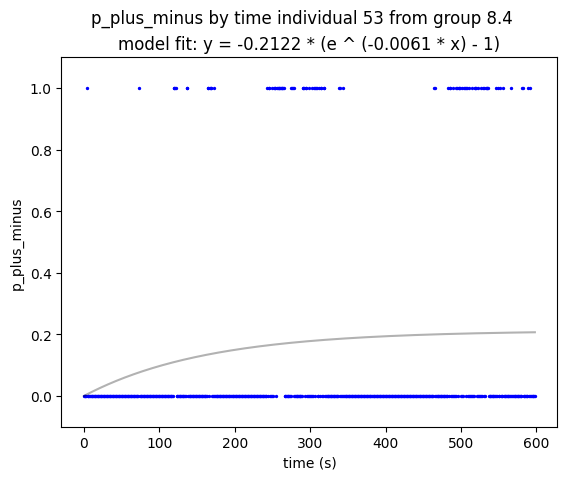 p_plus_minus by time individual 53 from group 8.4
model fit: y = -0.2122 * (e ^ (-0.0061 * x) - 1)
1.0
0.8
0.6
0.4
0.2
0.0
p_plus_minus
0 100 200 300 400 500 600
time (s)